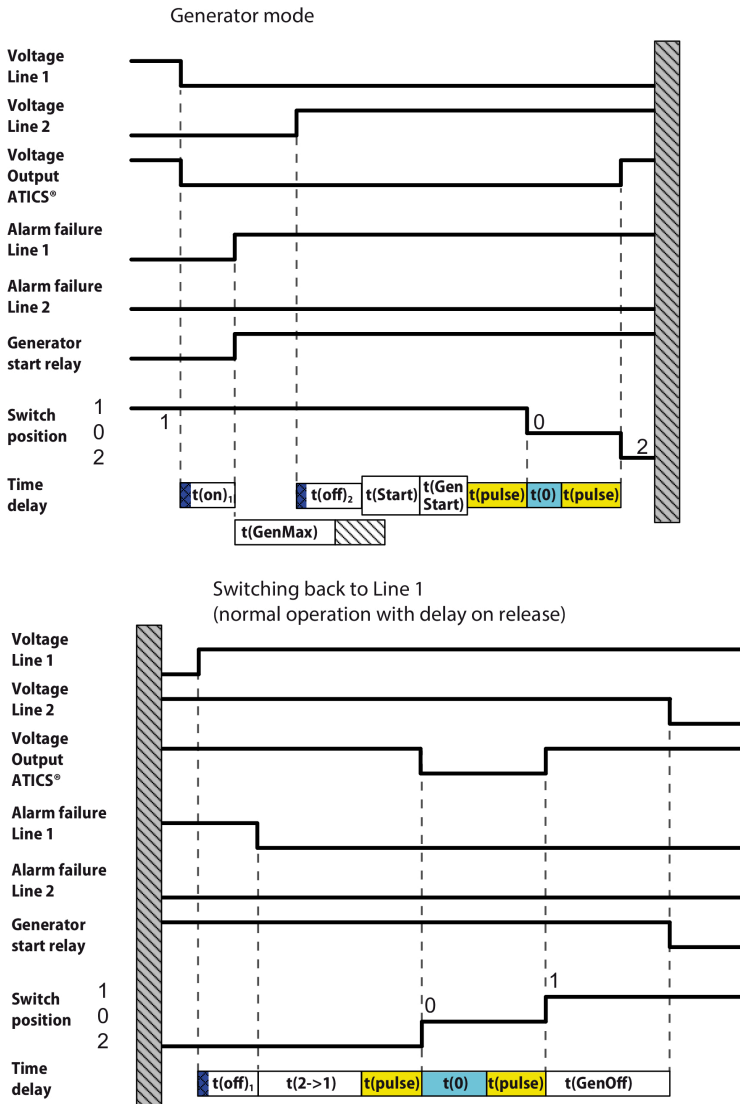 Generator mode
Voltage
Line 1
Voltage
Line 2
Voltage
Output
ATICS®
Alarm failure
Line 1
Alarm failure
Line 2
Generator
start relay
Switch
position
1
0
2
1
0
2
Time
delay
t(on)₁
t(off)₂
t(Start)
t(Gen
Start)
t(pulse)
t(0)
t(pulse)
t(GenMax)
Switching back to Line 1
(normal operation with delay on release)
Voltage
Line 1
Voltage
Line 2
Voltage
Output
ATICS®
Alarm failure
Line 1
Alarm failure
Line 2
Generator
start relay
Switch
position
1
0
2
0
1
Time
delay
t(off)₁
t(2->1)
t(pulse)
t(0)
t(pulse)
t(GenOff)